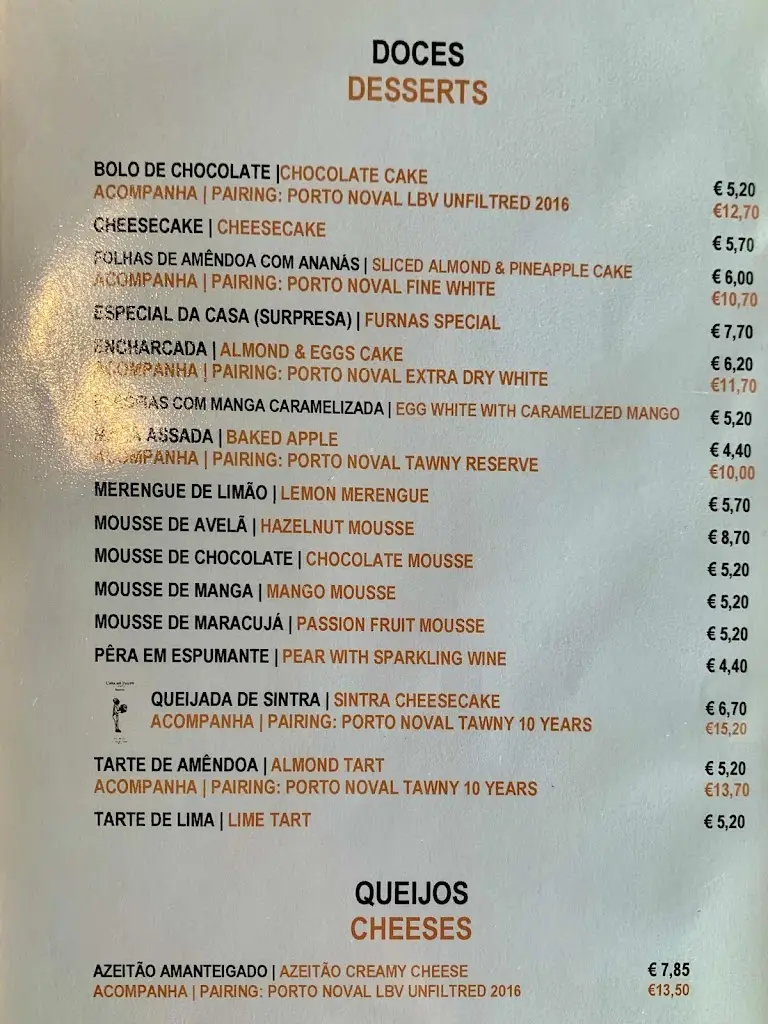 DOCES
DESSERTS
BOLO DE CHOCOLATE |CHOCOLATE CAKE € 5,20
ACOMPANHA | PAIRING: PORTO NOVAL LBV UNFILTRED 2016 €12,70
CHEESECAKE | CHEESECAKE € 5,70
FOLHAS DE AMÊNDOA COM ANANÁS | SLICED ALMOND & PINEAPPLE CAKE € 6,00
ACOMPANHA | PAIRING: PORTO NOVAL FINE WHITE €10,70
ESPECIAL DA CASA (SURPRESA) | FURNAS SPECIAL € 7,70
ENCHARCADA | ALMOND & EGGS CAKE € 6,20
ACOMPANHA | PAIRING: PORTO NOVAL EXTRA DRY WHITE €11,70
COM MANGA CARAMELIZADA | EGG WHITE WITH CARAMELIZED MANGO € 5,20
ASSADA | BAKED APPLE € 4,40
ACOMPANHA | PAIRING: PORTO NOVAL TAWNY RESERVE €10,00
MERENGUE DE LIMÃO | LEMON MERENGUE € 5,70
MOUSSE DE AVELÃ | HAZELNUT MOUSSE € 8,70
MOUSSE DE CHOCOLATE | CHOCOLATE MOUSSE € 5,20
MOUSSE DE MANGA | MANGO MOUSSE € 5,20
MOUSSE DE MARACUJÁ | PASSION FRUIT MOUSSE € 5,20
PÊRA EM ESPUMANTE | PEAR WITH SPARKLING WINE € 4,40
QUEIJADA DE SINTRA | SINTRA CHEESECAKE € 6,70
ACOMPANHA | PAIRING: PORTO NOVAL TAWNY 10 YEARS €15,20
TARTE DE AMÊNDOA | ALMOND TART € 5,20
ACOMPANHA | PAIRING: PORTO NOVAL TAWNY 10 YEARS €13,70
TARTE DE LIMA | LIME TART € 5,20
QUEIJOS
CHEESES
AZEITÃO AMANTEIGADO | AZEITÃO CREAMY CHEESE € 7,85
ACOMPANHA | PAIRING: PORTO NOVAL LBV UNFILTRED 2016 €13,50